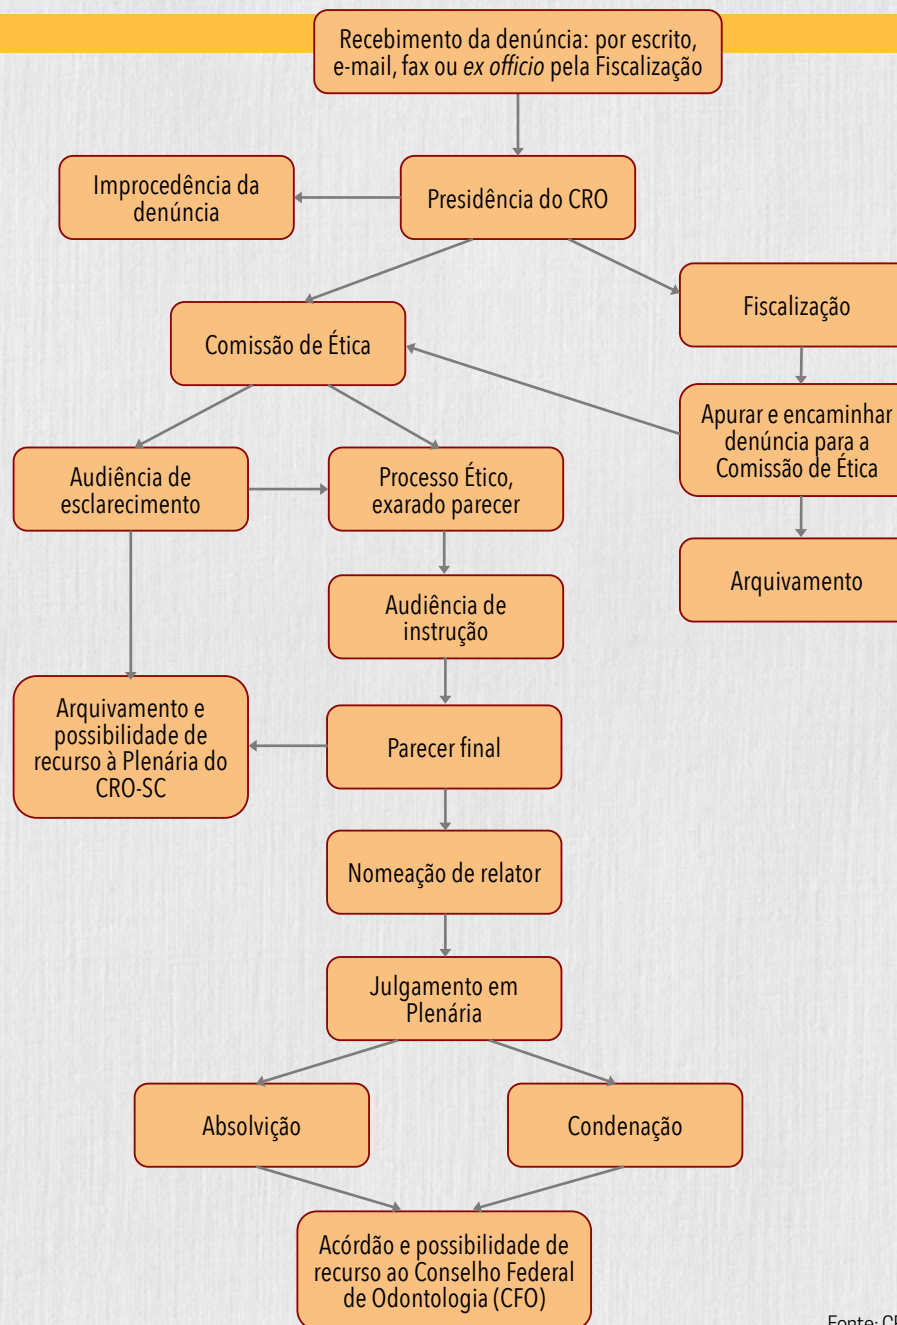 Recebimento da denúncia: por escrito,
e-mail, fax ou ex officio pela Fiscalização
Improcedência da
denúncia
Presidência do CRO
Fiscalização
Comissão de Ética
Apurar e encaminhar
denúncia para a
Comissão de Ética
Audiência de
esclarecimento
Processo Ético,
exarado parecer
Arquivamento
Audiência de
instrução
Arquivamento e
possibilidade de
recurso à Plenária do
CRO-SC
Parecer final
Nomeação de relator
Julgamento em
Plenária
Absolvição
Condenação
Acórdão e possibilidade de
recurso ao Conselho Federal
de Odontologia (CFO)
Fonte: